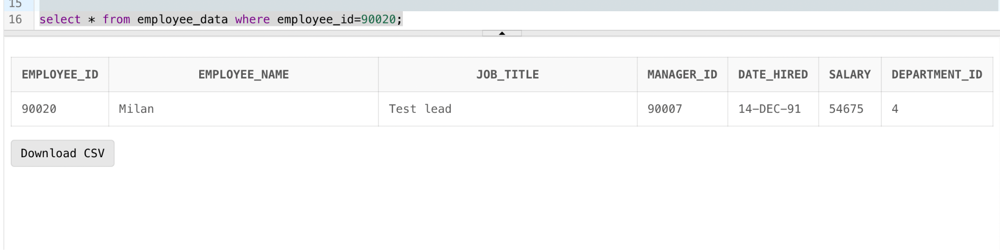 15
16 select * from employee_data where employee_id=90020;
EMPLOYEE_ID EMPLOYEE_NAME JOB_TITLE MANAGER_ID DATE_HIRED SALARY DEPARTMENT_ID
90020 Milan Test lead 90007 14-DEC-91 54675 4
Download CSV